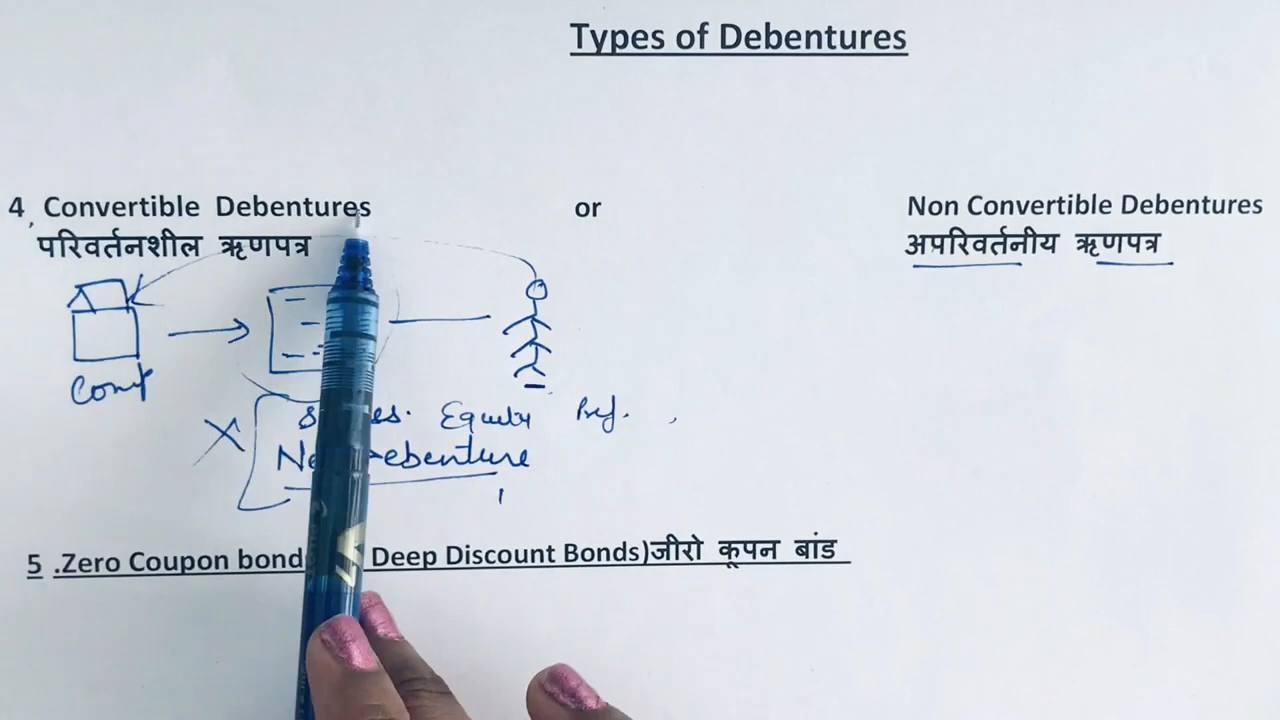 Types of Debentures
4, Convertible Debentures or Non Convertible Debentures
परिवर्तनशील ऋणपत्र अपरिवर्तनीय ऋणपत्र
Comp
Equity Pref.
5 .Zero Coupon bond Deep Discount Bonds)जीरो कूपन बांड